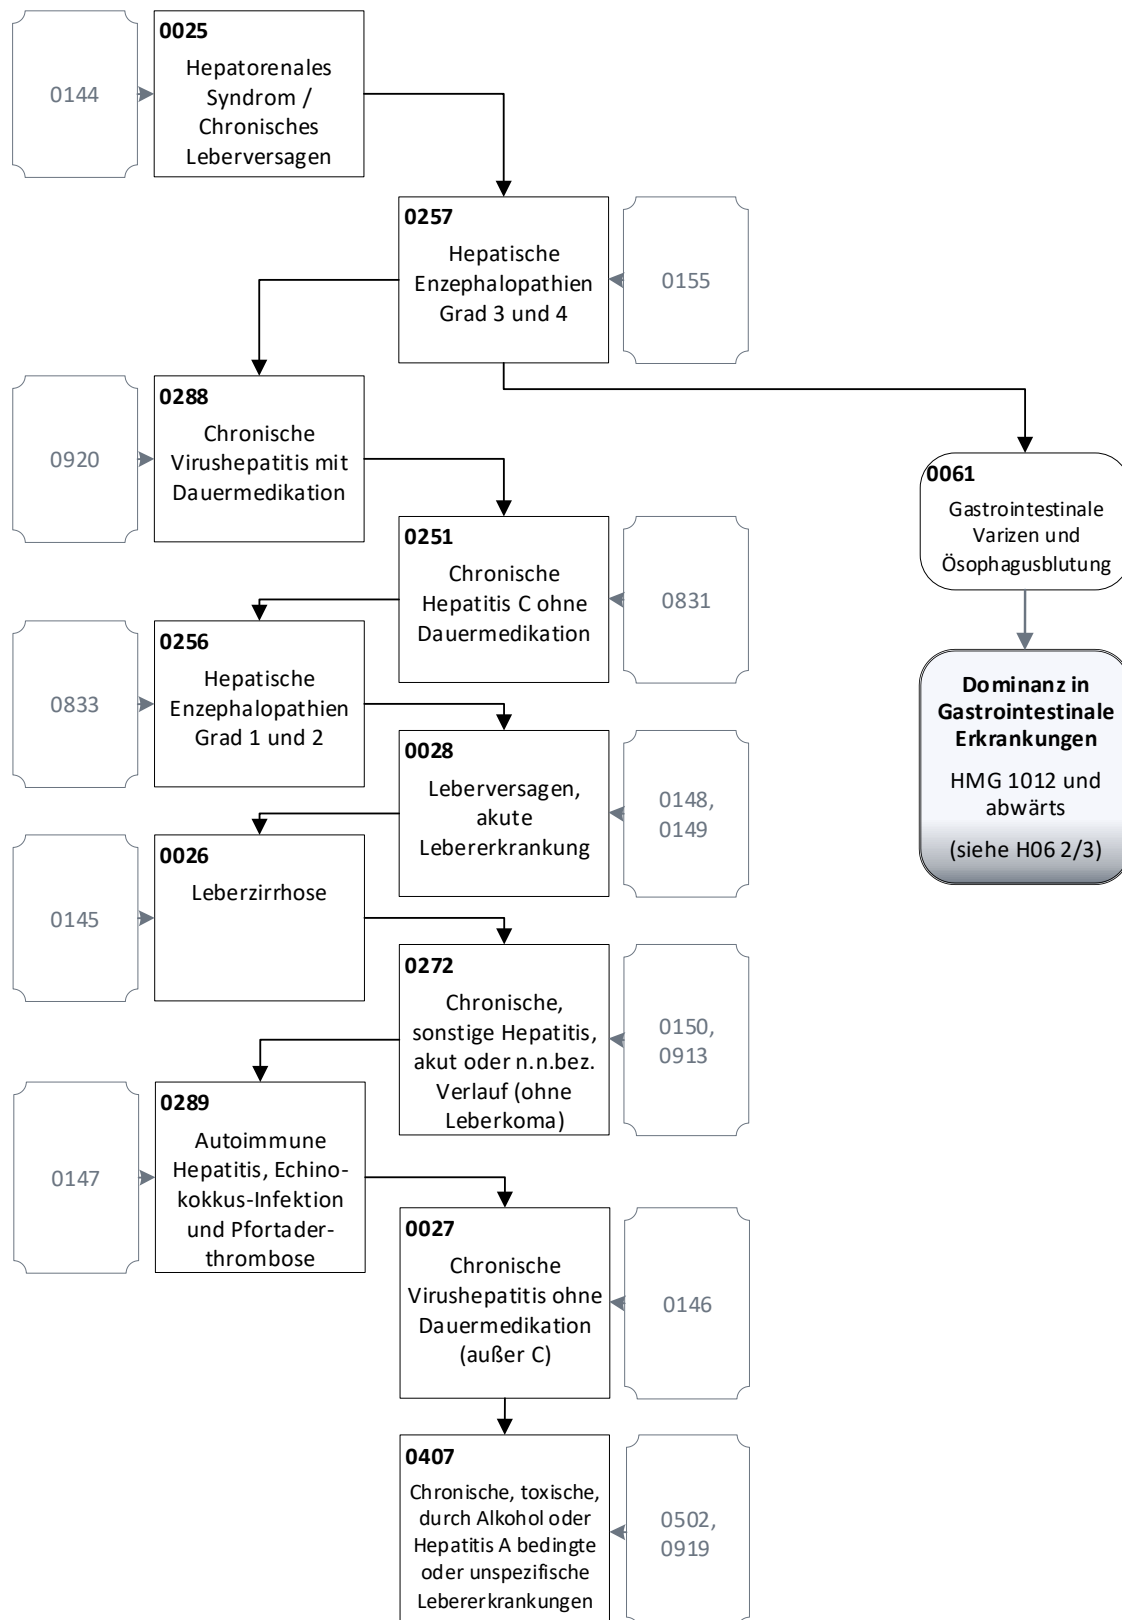 0144
0025
Hepatorenales
Syndrom /
Chronisches
Leberversagen
0257
Hepatische
Enzephalopathien
Grad 3 und 4
0155
0920
0288
Chronische
Virushepatitis mit
Dauermedikation
0061
Gastrointestinale
Varizen und
Ösophagusblutung
0251
Chronische
Hepatitis C ohne
Dauermedikation
0831
0833
0256
Hepatische
Enzephalopathien
Grad 1 und 2
Dominanz in
Gastrointestinale
Erkrankungen
HMG 1012 und
abwärts
(siehe H06 2/3)
0028
Leberversagen,
akute
Lebererkrankung
0148,
0149
0145
0026
Leberzirrhose
0272
Chronische,
sonstige Hepatitis,
akut oder n.n.bez.
Verlauf (ohne
Leberkoma)
0150,
0913
0147
0289
Autoimmune
Hepatitis, Echino-
kokkus-Infektion
und Pfortader-
thrombose
0027
Chronische
Virushepatitis ohne
Dauermedikation
(außer C)
0146
0407
Chronische, toxische,
durch Alkohol oder
Hepatitis A bedingte
oder unspezifische
Lebererkrankungen
0502,
0919